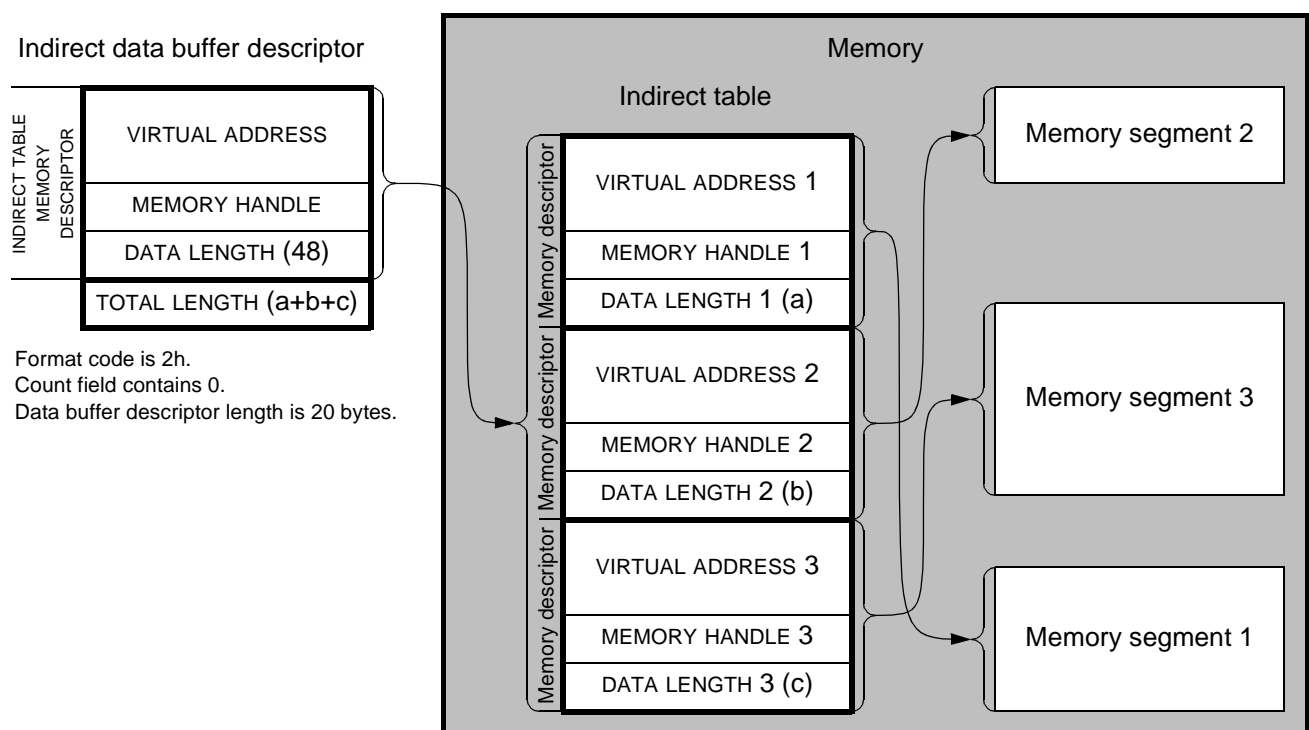 Indirect data buffer descriptor
INDIRECT TABLE
MEMORY
DESCRIPTOR
VIRTUAL ADDRESS
MEMORY HANDLE
DATA LENGTH (48)
TOTAL LENGTH (a+b+c)
Format code is 2h.
Count field contains 0.
Data buffer descriptor length is 20 bytes.
Memory
Indirect table
Memory descriptor
VIRTUAL ADDRESS 1
MEMORY HANDLE 1
DATA LENGTH 1 (a)
Memory descriptor
VIRTUAL ADDRESS 2
MEMORY HANDLE 2
DATA LENGTH 2 (b)
Memory descriptor
VIRTUAL ADDRESS 3
MEMORY HANDLE 3
DATA LENGTH 3 (c)
Memory segment 2
Memory segment 3
Memory segment 1